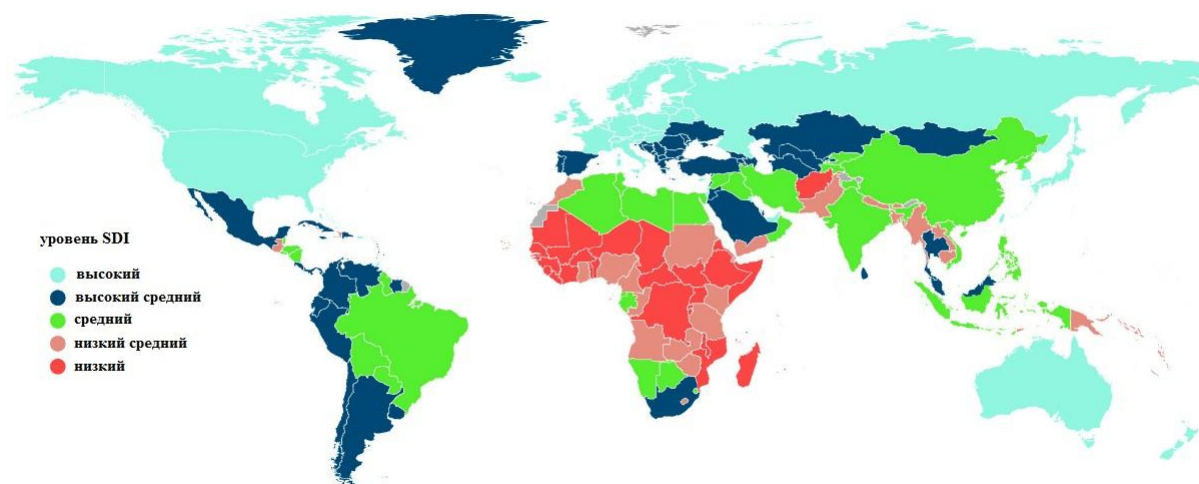 уровень SDI
высокий
высокий средний
средний
низкий средний
низкий